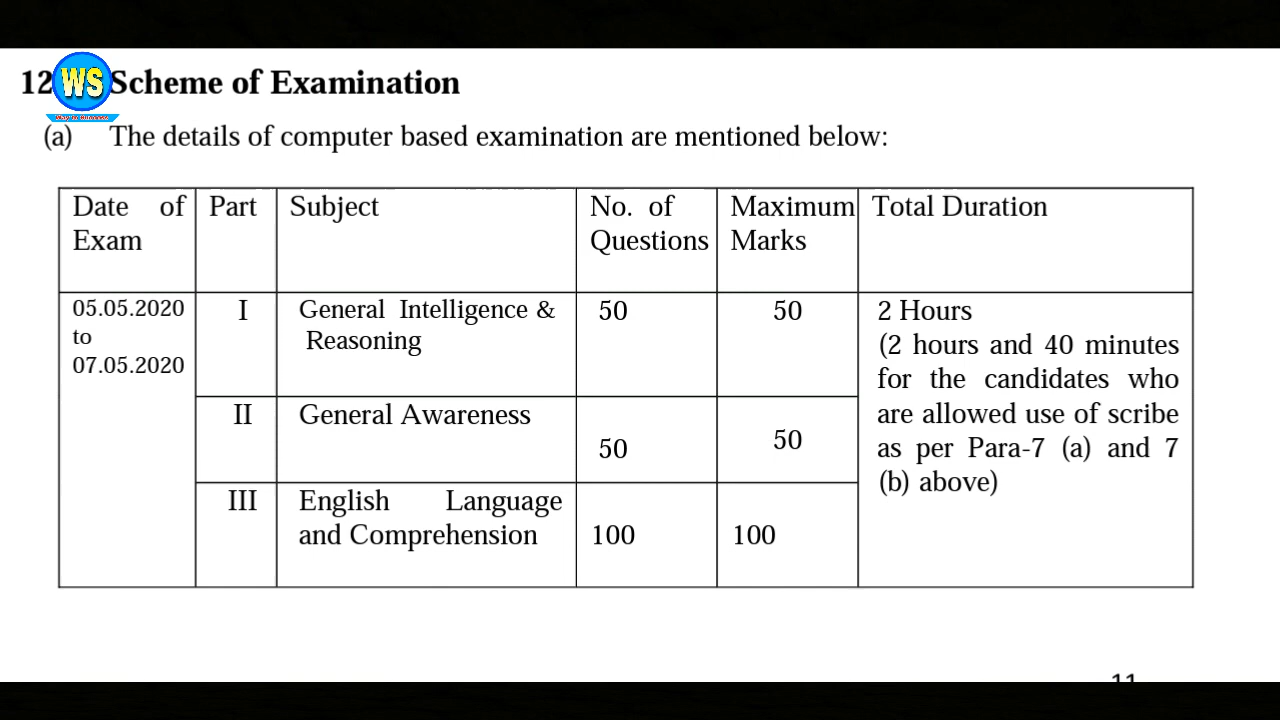 12
WS
Scheme of Examination
(a) The details of computer based examination are mentioned below:
Date of Exam Part Subject No. of Questions Maximum Marks Total Duration
05.05.2020 to 07.05.2020 I General Intelligence & Reasoning 50 50 2 Hours
(2 hours and 40 minutes
for the candidates who
are allowed use of scribe
as per Para-7 (a) and 7
(b) above)
II General Awareness 50 50
III English Language and Comprehension 100 100
11